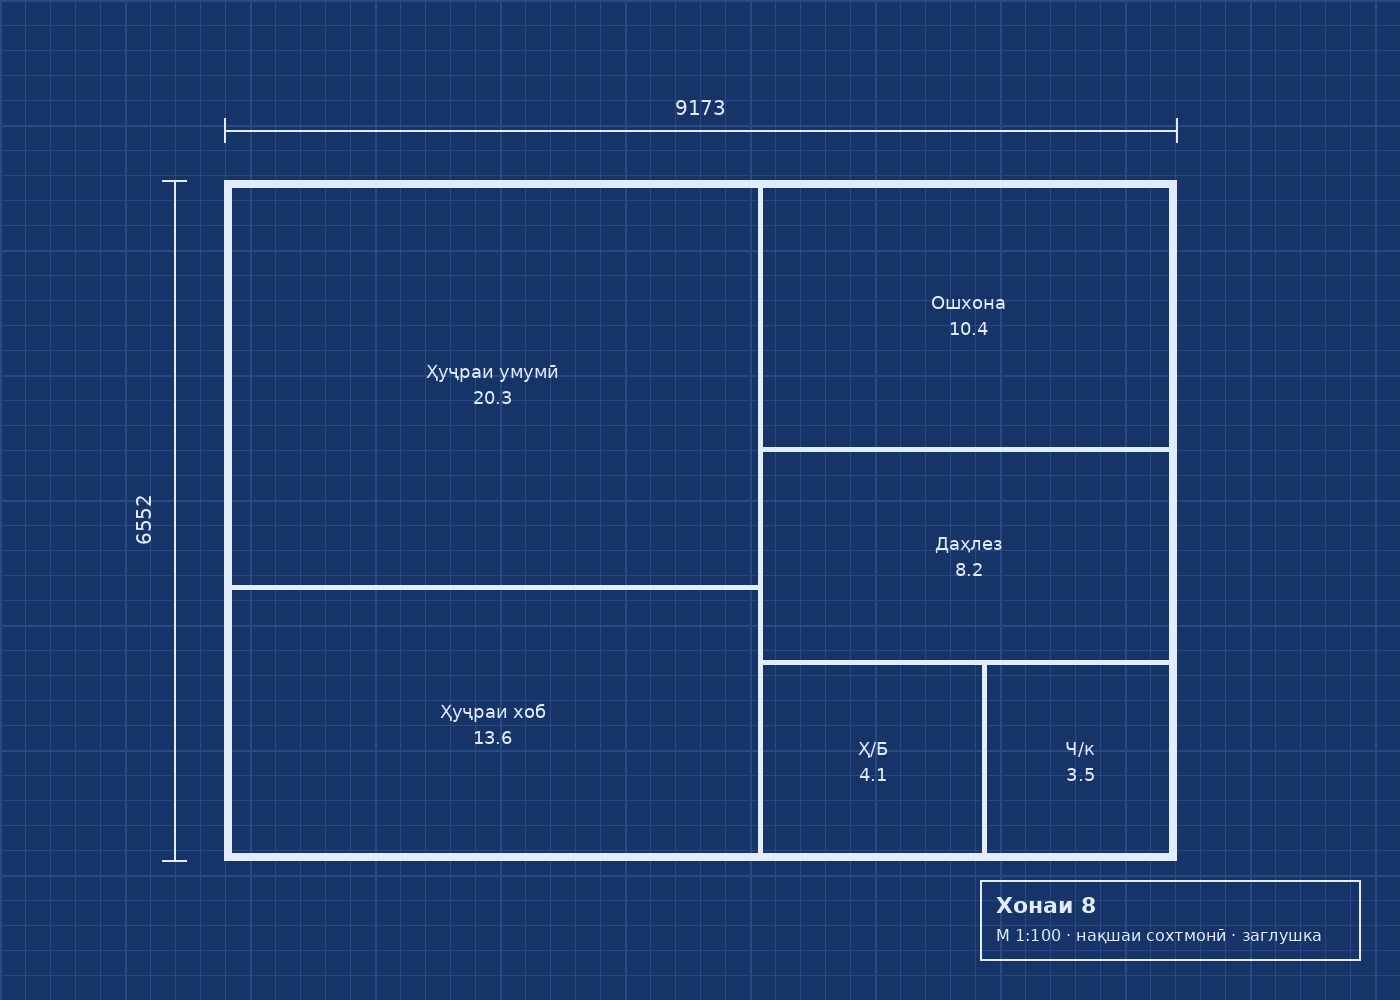 9173
6552
Ҳуҷраи умумӣ
20.3
Ошхона
10.4
Даҳлез
8.2
Ҳуҷраи хоб
13.6
Ҳ/Б
4.1
Ч/к
3.5
Хонаи 8
М 1:100 · нақшаи сохтмонӣ · заглушка